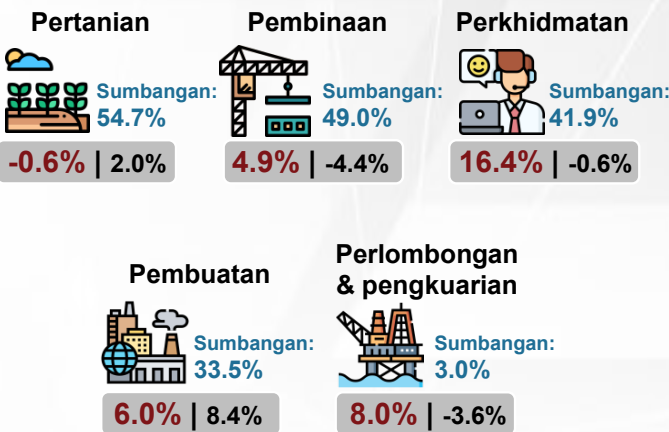 Pertanian
Sumbangan:
54.7%
-0.6% | 2.0%
Pembinaan
Sumbangan:
49.0%
4.9% | -4.4%
Perkhidmatan
Sumbangan:
41.9%
16.4% | -0.6%
Pembuatan
Sumbangan:
33.5%
6.0% | 8.4%
Perlombongan
& pengkuarian
Sumbangan:
3.0%
8.0% | -3.6%